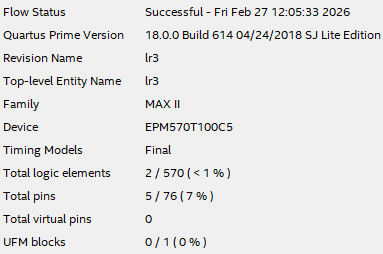 Flow Status Successful - Fri Feb 27 12:05:33 2026
Quartus Prime Version 18.0.0 Build 614 04/24/2018 SJ Lite Edition
Revision Name lr3
Top-level Entity Name lr3
Family MAX II
Device EPM570T100C5
Timing Models Final
Total logic elements 2 / 570 ( < 1 % )
Total pins 5 / 76 ( 7 % )
Total virtual pins 0
UFM blocks 0 / 1 ( 0 % )